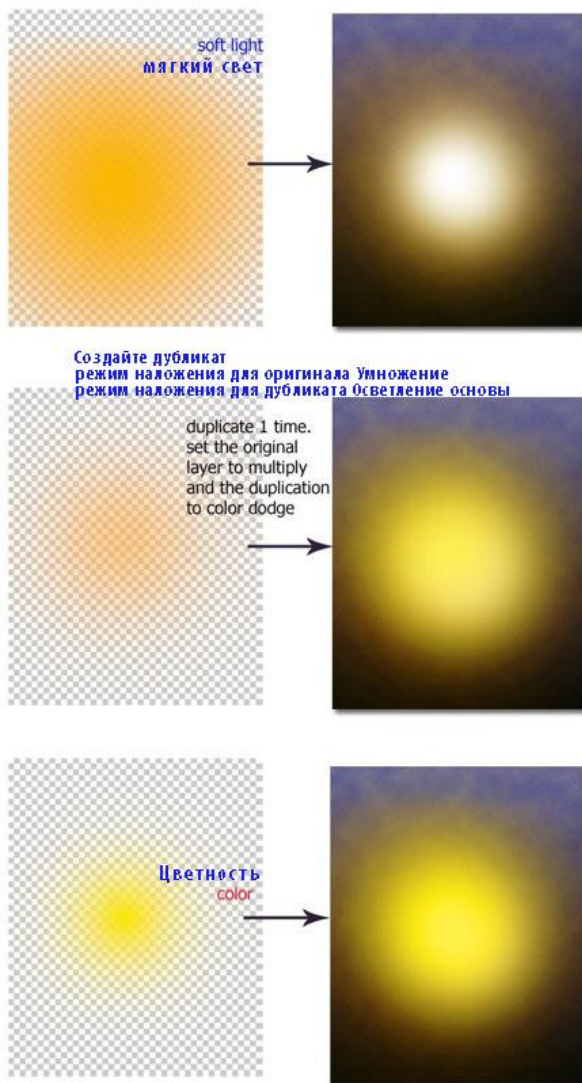 soft light
мягкий свет
Создайте дубликат
режим наложения для оригинала Умножение
режим наложения для дубликата Осветление основы
duplicate 1 time.
set the original
layer to multiply
and the duplication
to color dodge
Цветность
color